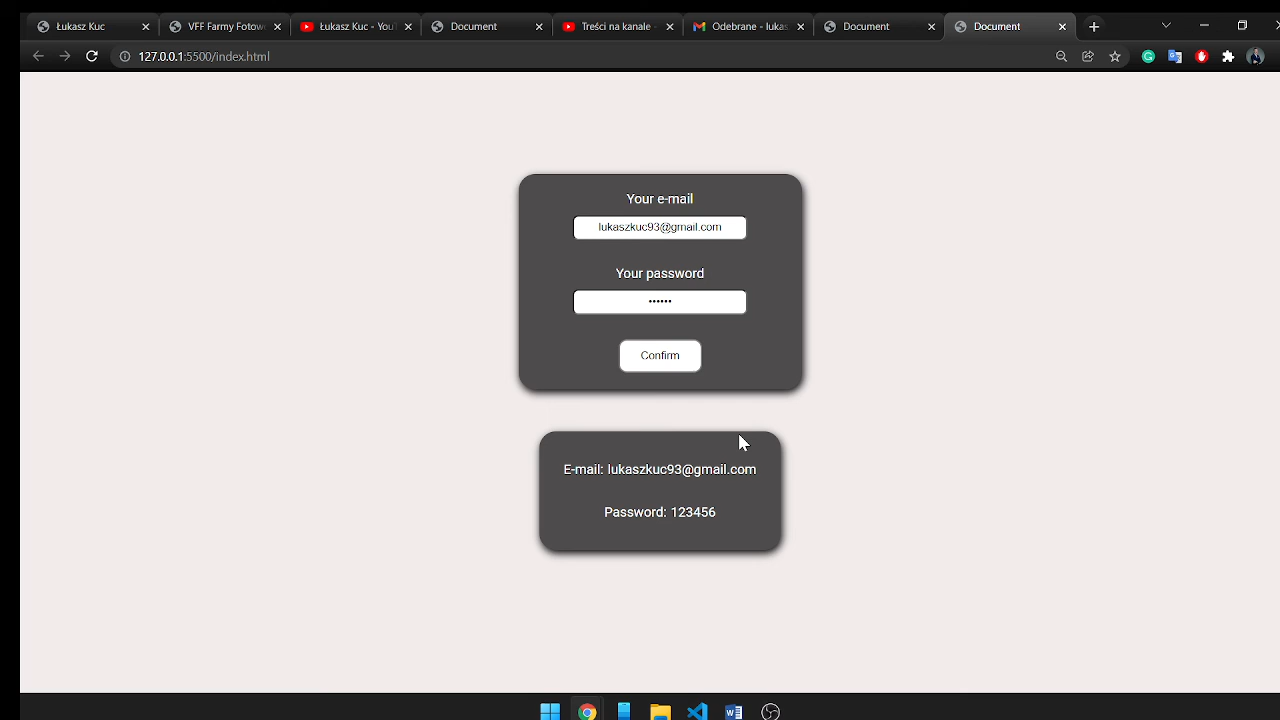 Łukasz Kuc
VFF Farmy Fotow
Łukasz Kuc - YouT
Document
Treści na kanale -
Odebrane - lukas
Document
Document
127.0.0.1:5500/index.html
Your e-mail
lukaszkuc93@gmail.com
Your password
••••••
Confirm
E-mail: lukaszkuc93@gmail.com
Password: 123456